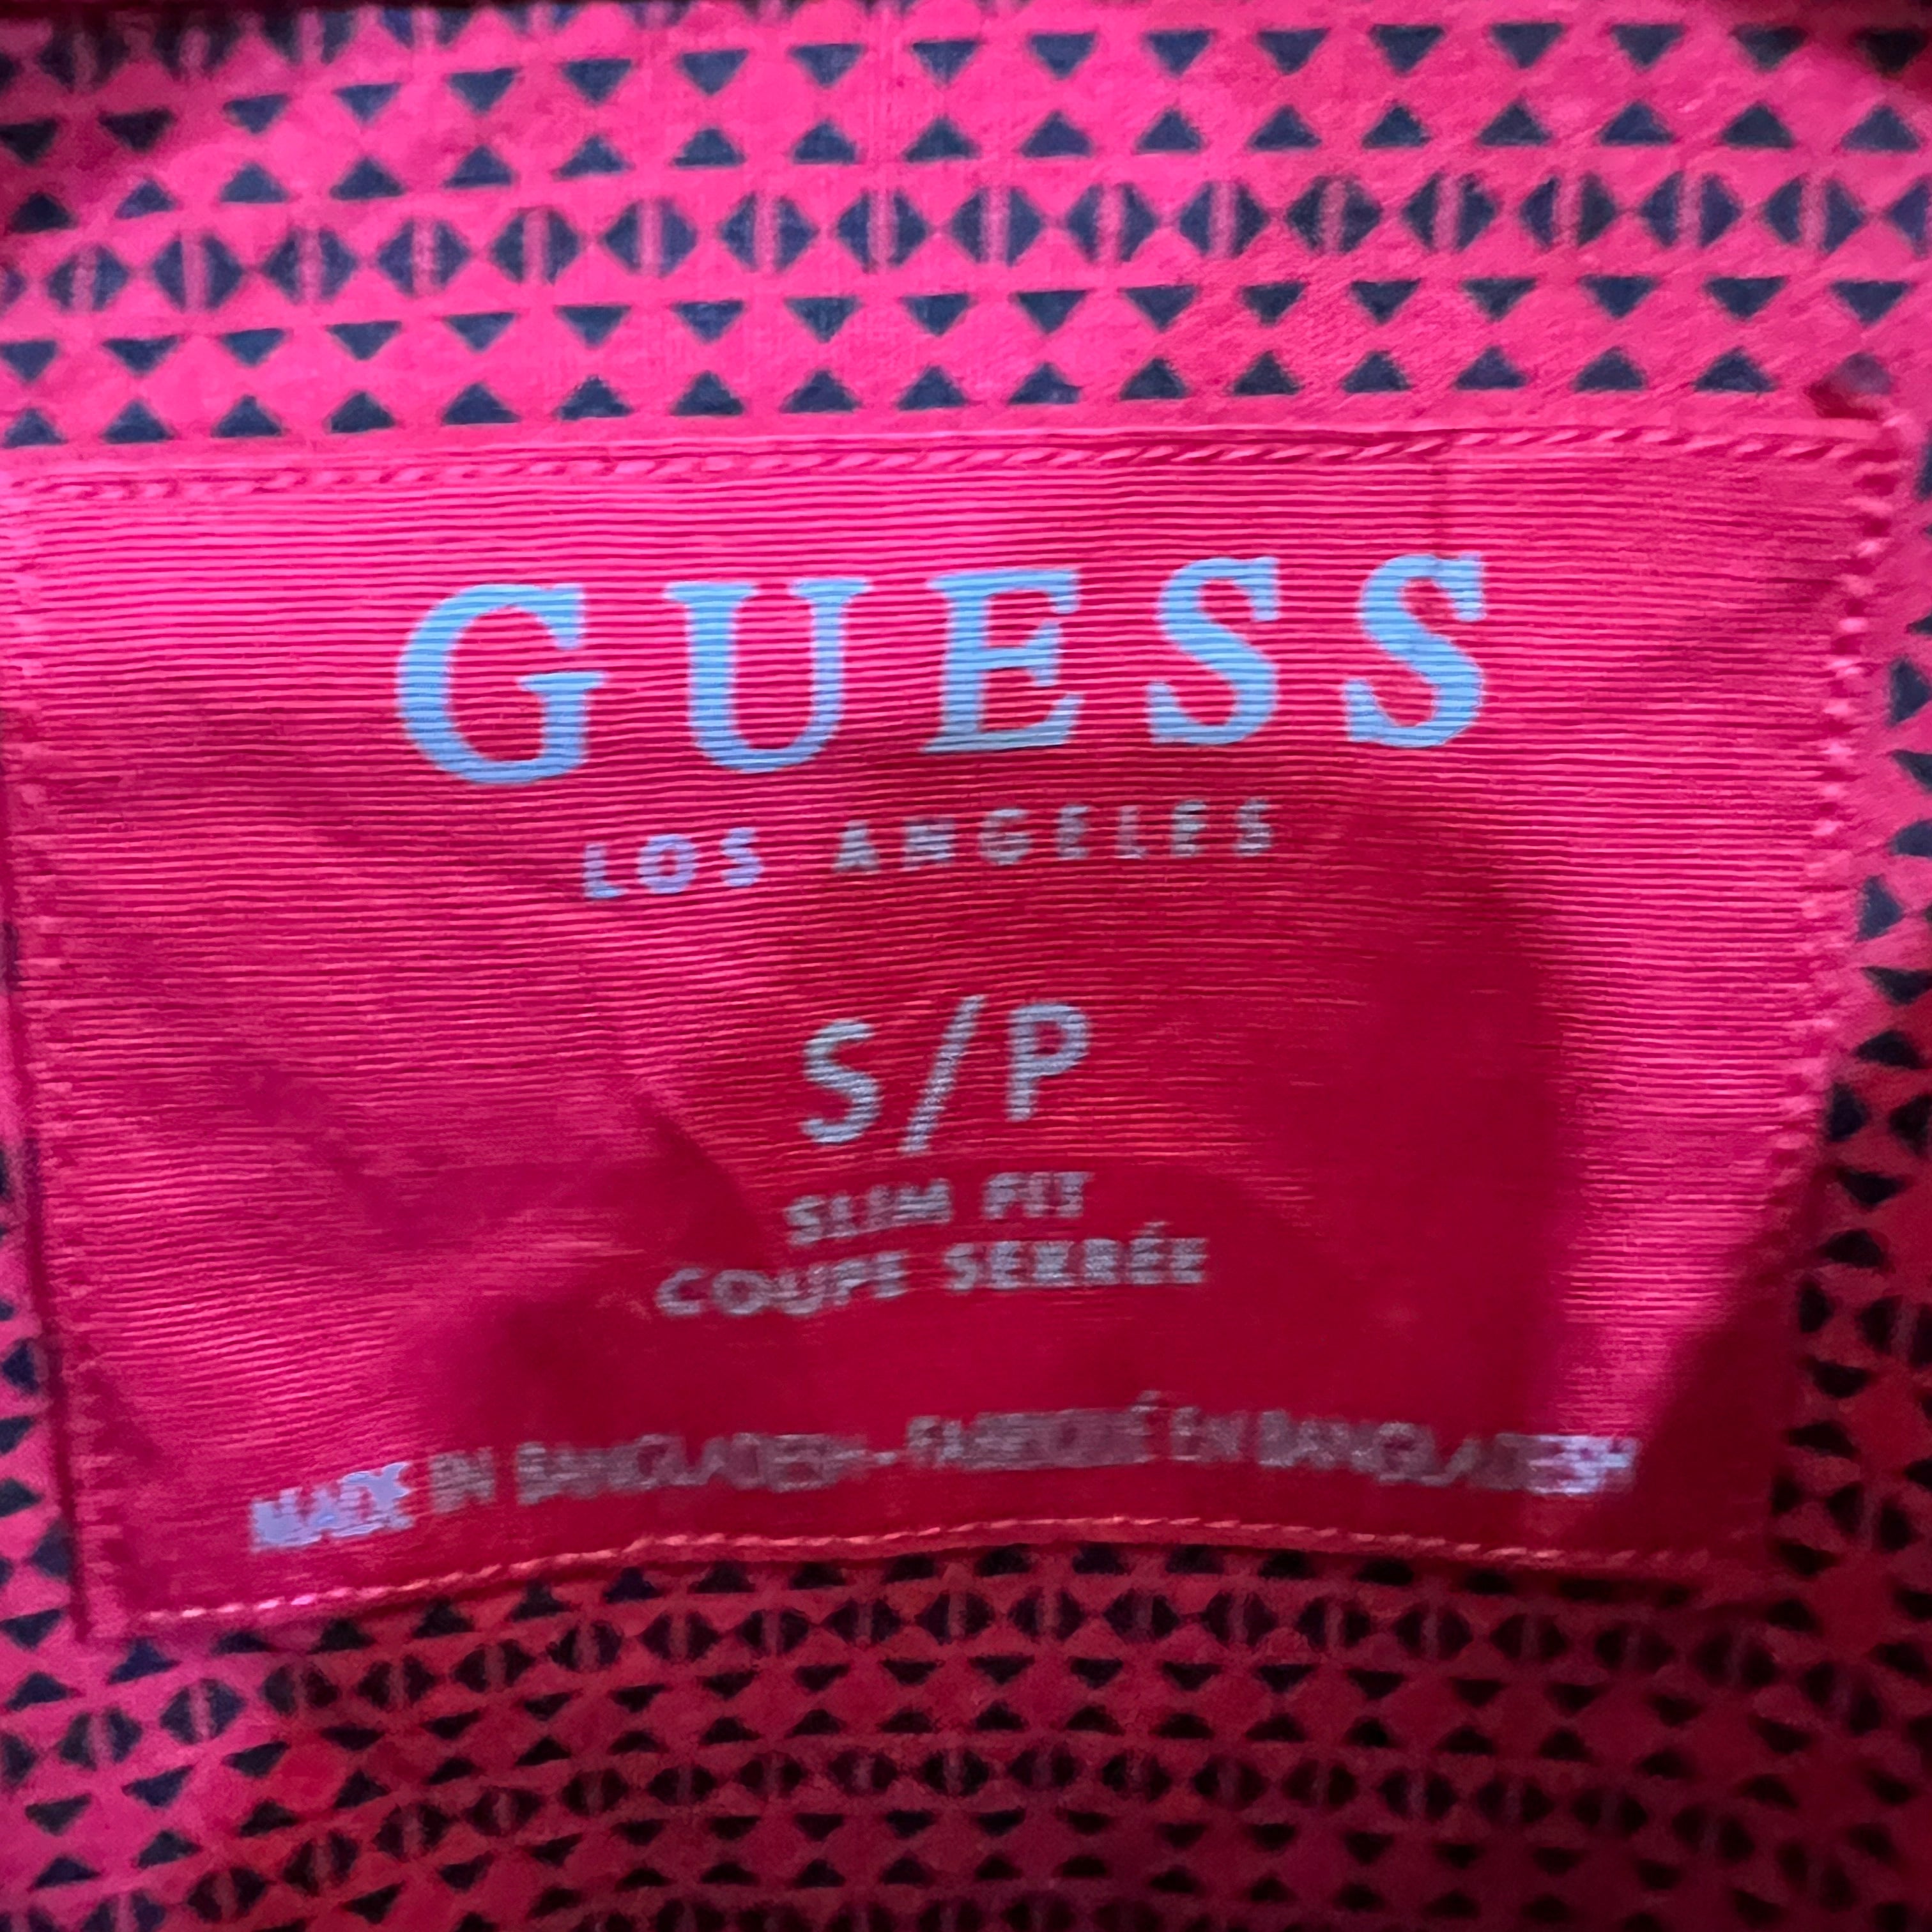 GUESS
LOS ANGELES
S/P
SLIM FIT
COUPE SERRÉE
MADE IN BANGLADESH-FABRIQUÉ EN BANGLADESH